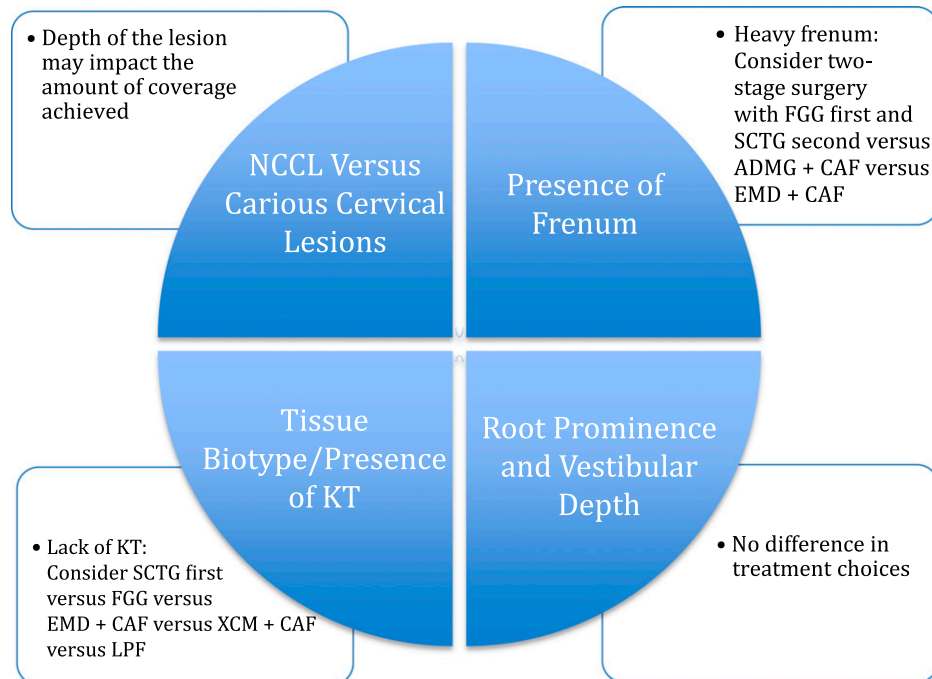 • Depth of the lesion
may impact the
amount of coverage
achieved
NCCL Versus
Carious Cervical
Lesions
• Heavy frenum:
Consider two-
stage surgery
with FGG first and
SCTG second versus
ADMG + CAF versus
EMD + CAF
Presence of
Frenum
Tissue
Biotype/Presence
of KT
• Lack of KT:
Consider SCTG first
versus FGG versus
EMD + CAF versus XCM + CAF
versus LPF
Root Prominence
and Vestibular
Depth
• No difference in
treatment choices